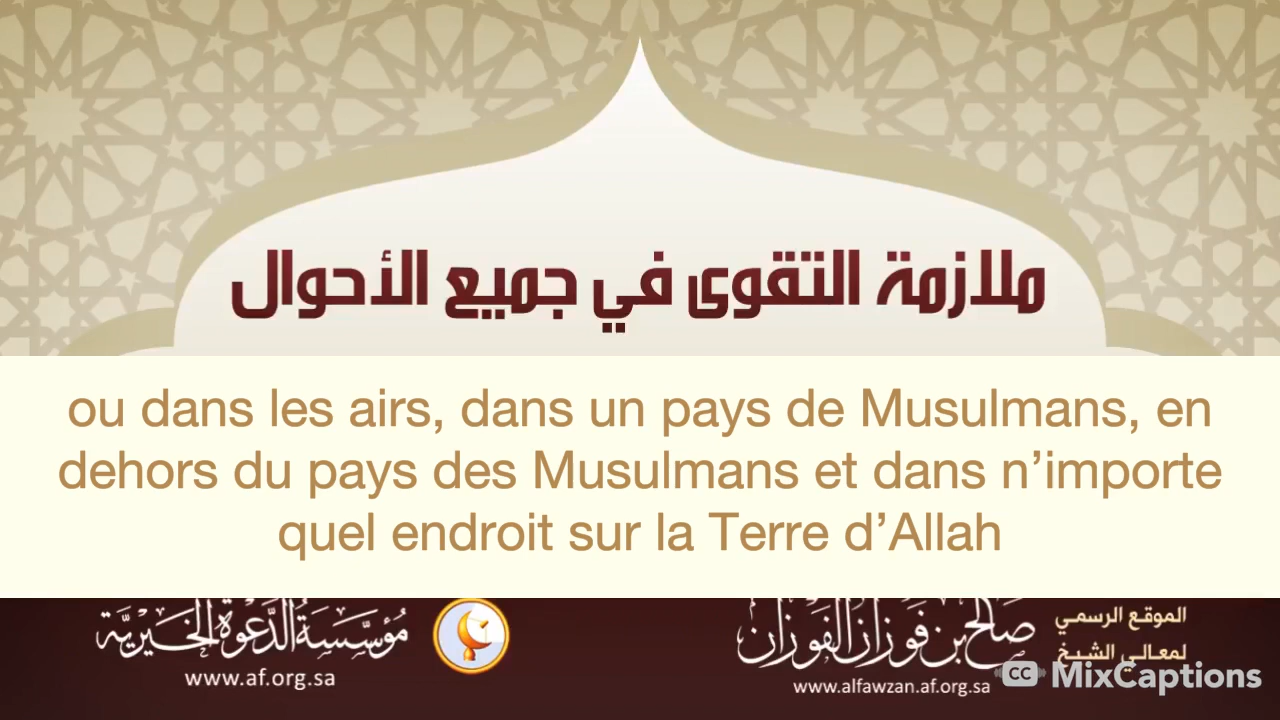 ملازمة التقوى في جميع الأحوال
ou dans les airs, dans un pays de Musulmans, en
dehors du pays des Musulmans et dans n’importe
quel endroit sur la Terre d’Allah
الموقع الرسمي
لمعالي الشيخ
صالح بن فوزان الفوزان
www.alfawzan.af.org.sa
مؤسسة الدعوة الخيرية
www.af.org.sa
CC MixCaptions